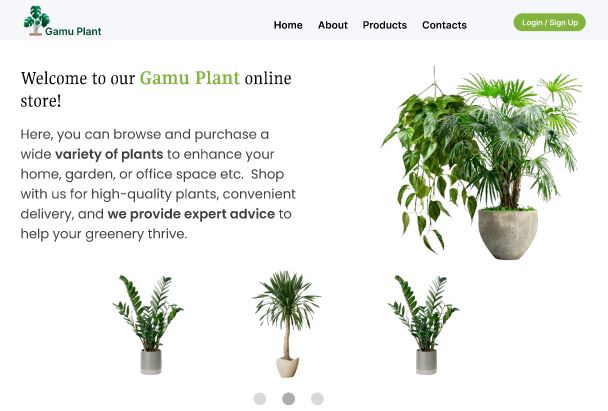 Gamu Plant
Home About Products Contacts
Login / Sign Up
Welcome to our Gamu Plant online
store!
Here, you can browse and purchase a
wide variety of plants to enhance your
home, garden, or office space etc. Shop
with us for high-quality plants, convenient
delivery, and we provide expert advice to
help your greenery thrive.